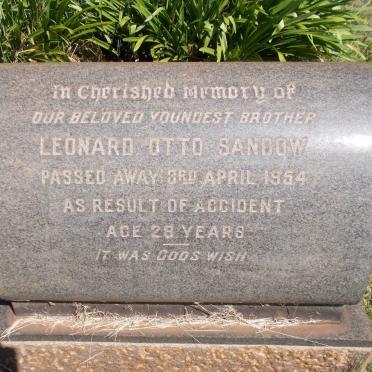 In Cherished Memory of
OUR BELOVED YOUNGEST BROTHER
LEONARD OTTO SANDOW
PASSED AWAY 3RD APRIL 1954
AS RESULT OF ACCIDENT
AGE 28 YEARS
IT WAS GODS WISH